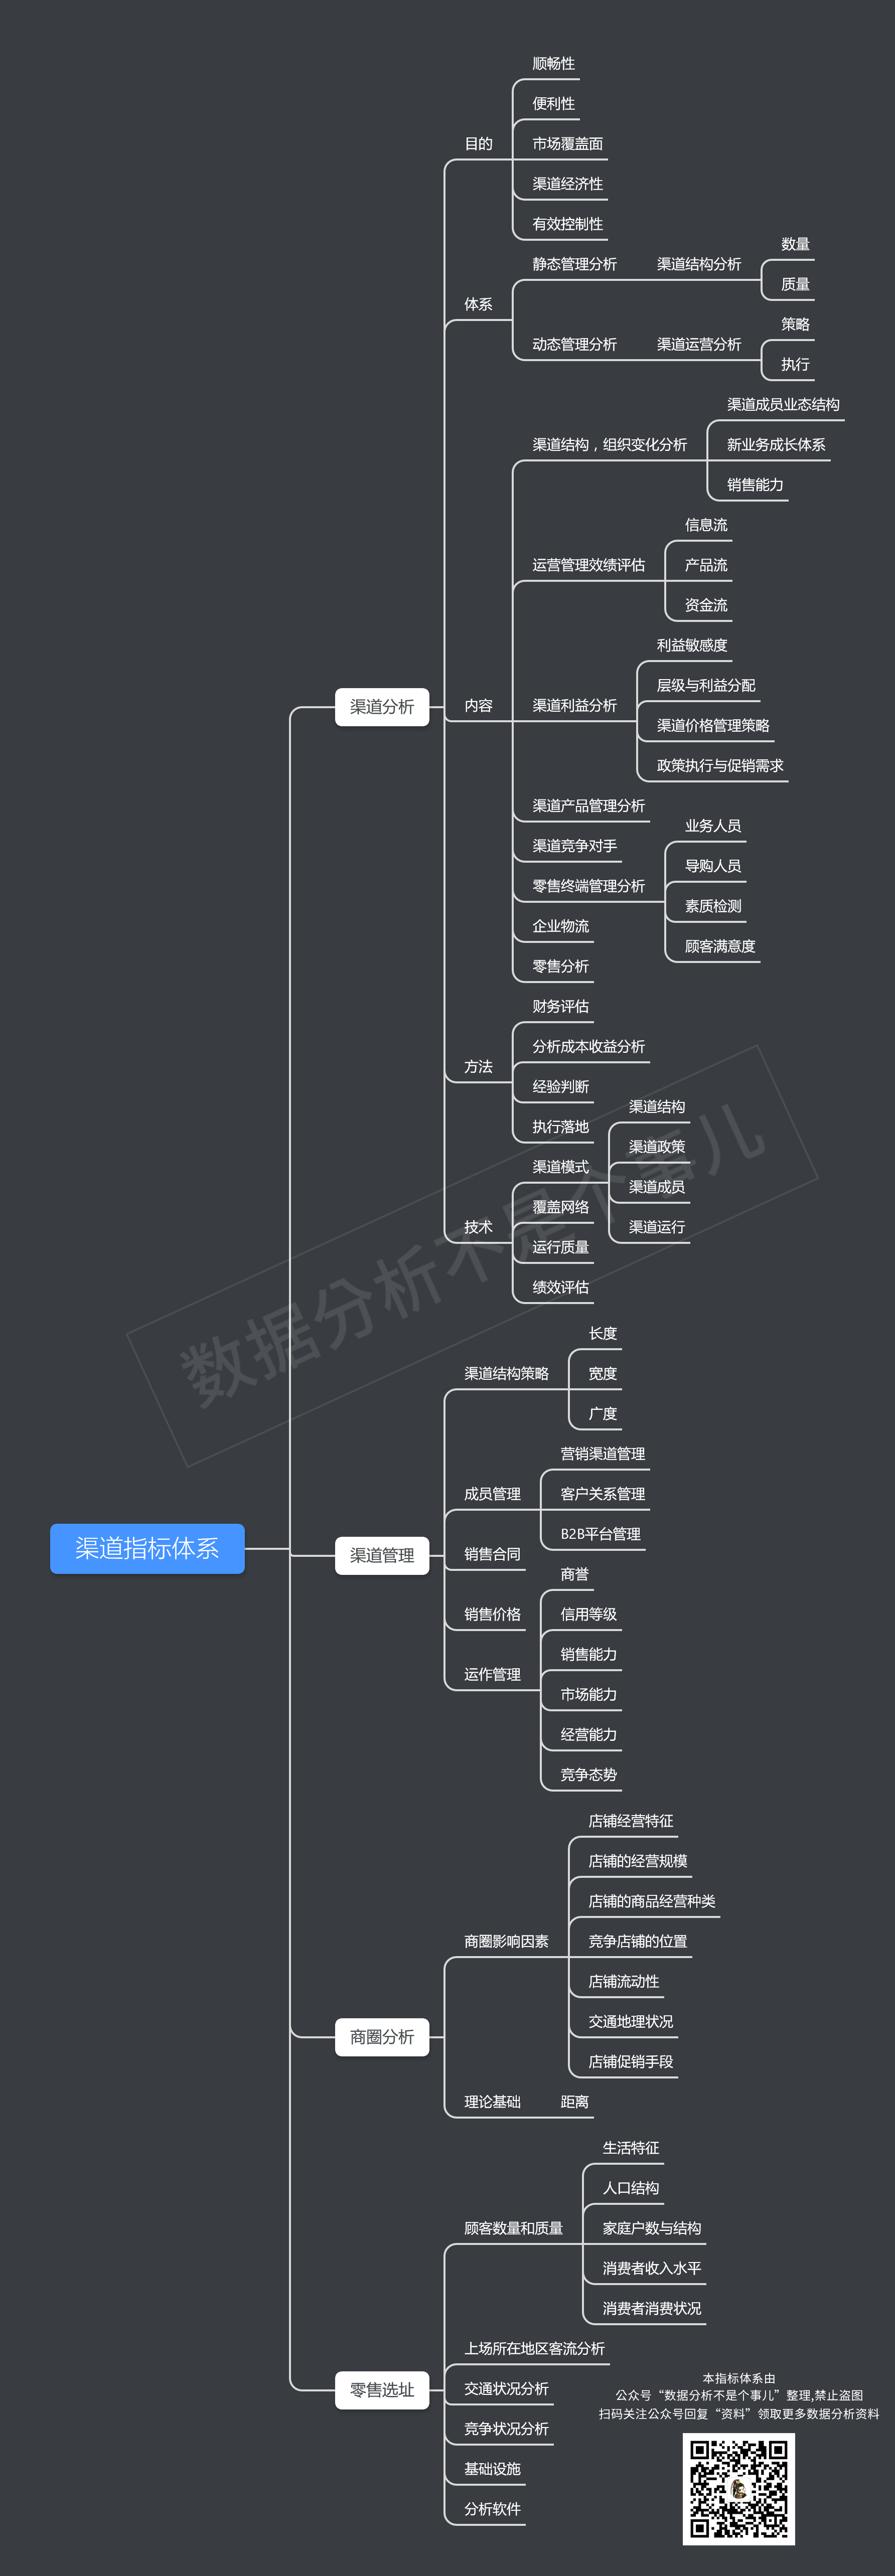 渠道指标体系
渠道分析
目的
顺畅性
便利性
市场覆盖面
渠道经济性
有效控制性
体系
静态管理分析
渠道结构分析
数量
质量
动态管理分析
渠道运营分析
策略
执行
内容
渠道结构，组织变化分析
渠道成员业态结构
新业务成长体系
销售能力
运营管理效绩评估
信息流
产品流
资金流
渠道利益分析
利益敏感度
层级与利益分配
渠道价格管理策略
政策执行与促销需求
渠道产品管理分析
渠道竞争对手
零售终端管理分析
业务人员
导购人员
素质检测
顾客满意度
企业物流
零售分析
方法
财务评估
分析成本收益分析
经验判断
执行落地
技术
渠道模式
渠道结构
渠道政策
渠道成员
渠道运行
覆盖网络
运行质量
绩效评估
渠道管理
渠道结构策略
长度
宽度
广度
成员管理
营销渠道管理
客户关系管理
B2B平台管理
销售合同
销售价格
运作管理
商誉
信用等级
销售能力
市场能力
经营能力
竞争态势
商圈分析
商圈影响因素
店铺经营特征
店铺的经营规模
店铺的商品经营种类
竞争店铺的位置
店铺流动性
交通地理状况
店铺促销手段
理论基础
距离
零售选址
顾客数量和质量
生活特征
人口结构
家庭户数与结构
消费者收入水平
消费者消费状况
上场所在地区客流分析
交通状况分析
竞争状况分析
基础设施
分析软件
本指标体系由
公众号“数据分析不是个事儿”整理,禁止盗图
扫码关注公众号回复“资料”领取更多数据分析资料
数据分析不是个事儿